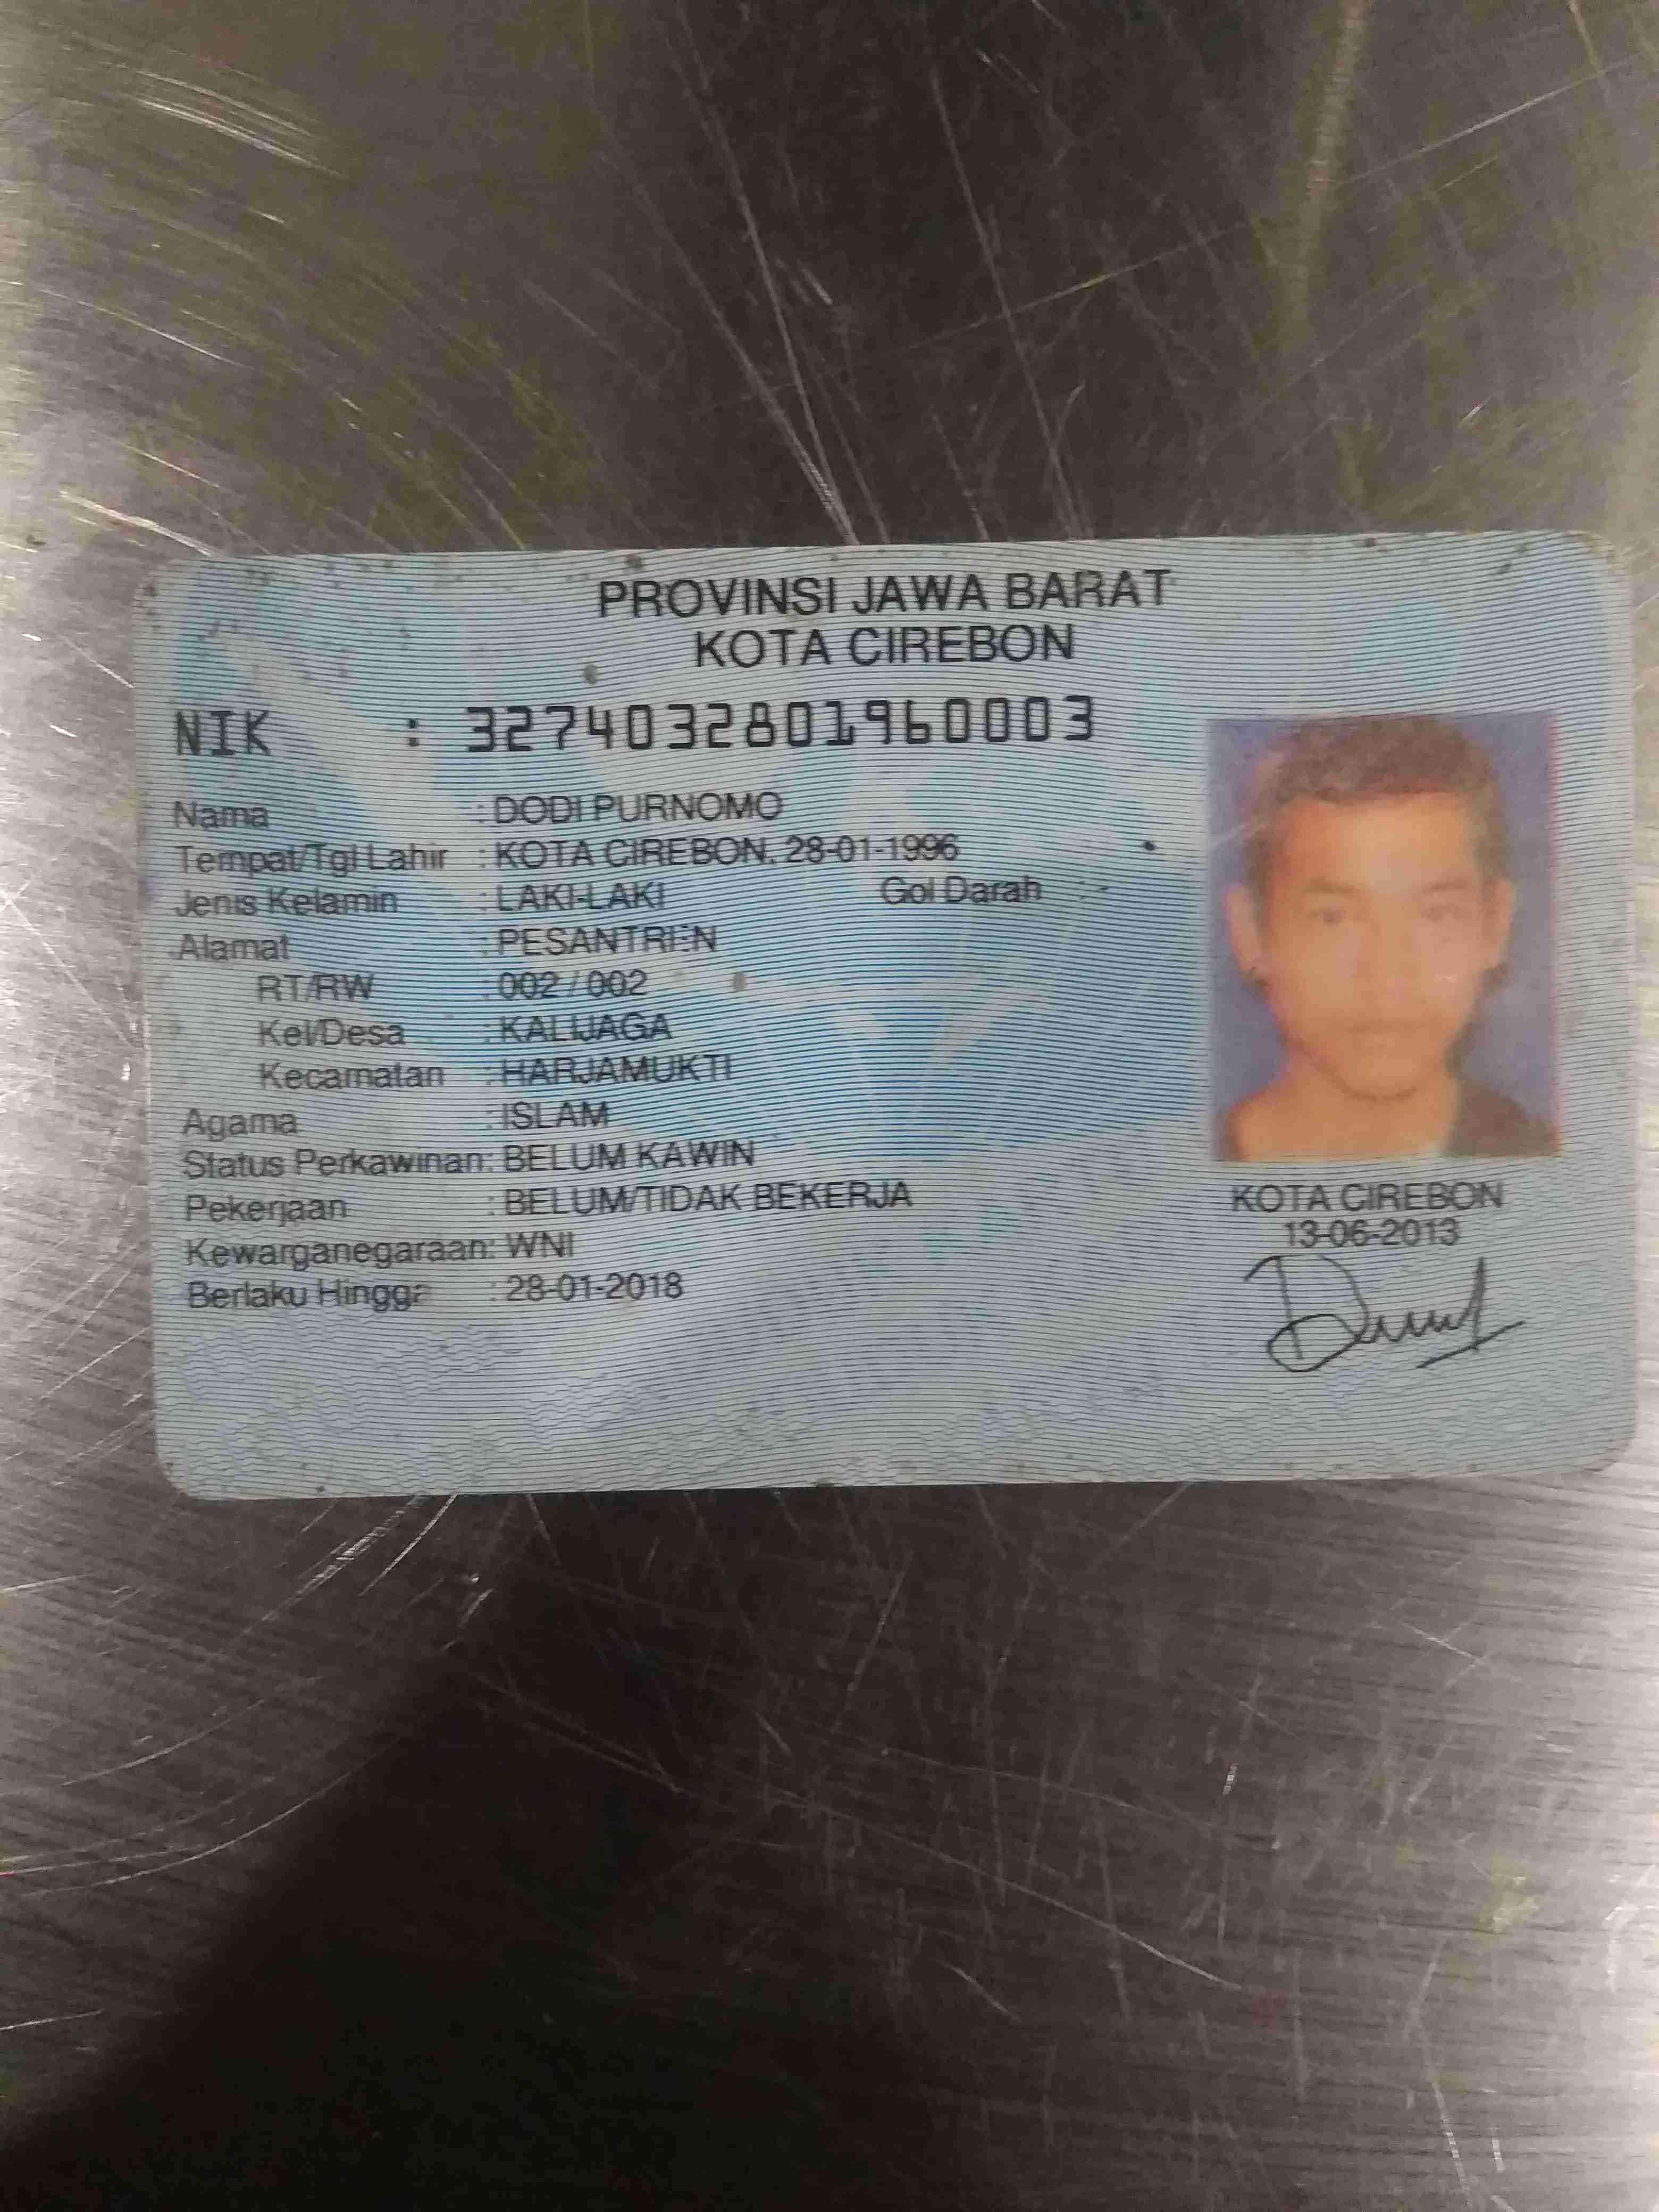 PROVINSI JAWA BARAT
KOTA CIREBON
NIK : 3274032801960003
Nama : DODI PURNOMO
Tempat/Tgl Lahir : KOTA CIREBON, 28-01-1996
Jenis Kelamin : LAKI-LAKI Gol Darah : -
Alamat : PESANTREN
RT/RW : 002 / 002
Kel/Desa : KALIJAGA
Kecamatan : HARJAMUKTI
Agama : ISLAM
Status Perkawinan: BELUM KAWIN
Pekerjaan : BELUM/TIDAK BEKERJA
Kewarganegaraan: WNI
Berlaku Hingga : 28-01-2018
KOTA CIREBON
13-06-2013